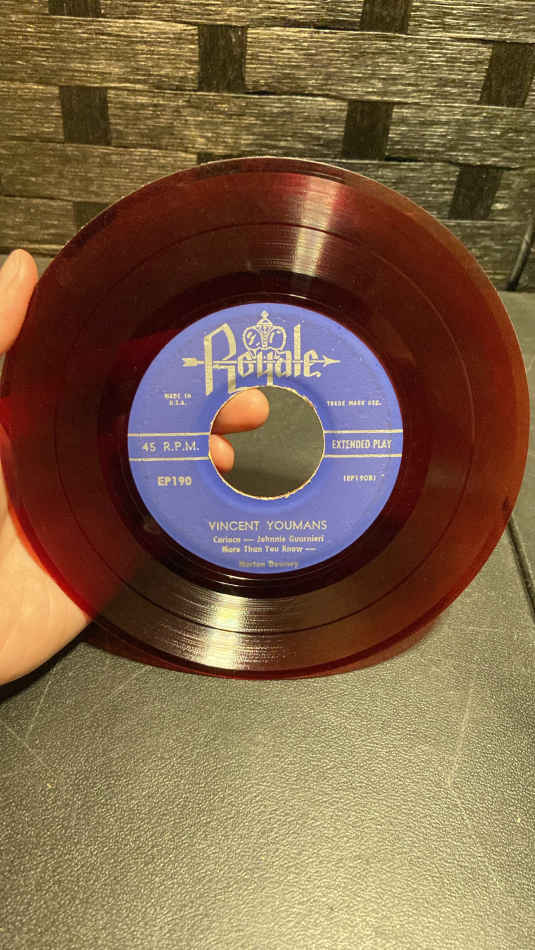 Royale
MADE IN
U.S.A.
TRADE MARK REG.
45 R.P.M.
EXTENDED PLAY
EP190
(EP190B)
VINCENT YOUMANS
Carioca — Johnnie Guarnieri
More Than You Know —
Morton Downey